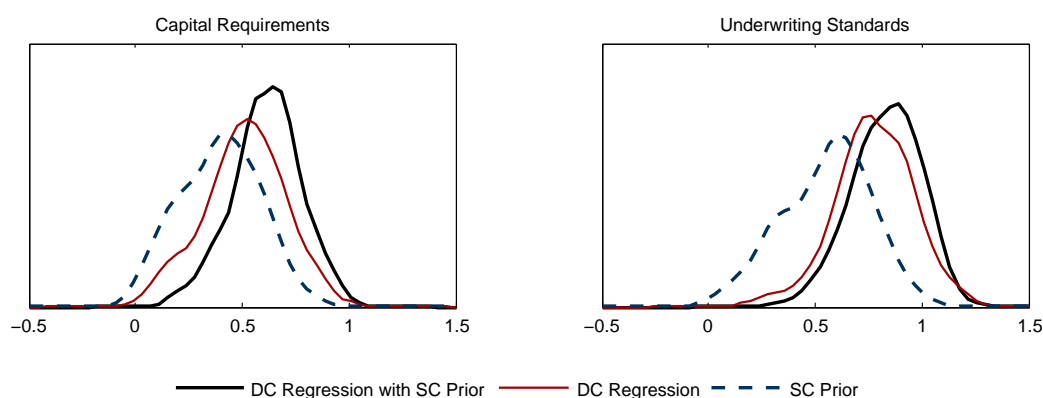 Capital Requirements
Underwriting Standards
−0.5 0 0.5 1 1.5
−0.5 0 0.5 1 1.5
DC Regression with SC Prior DC Regression SC Prior